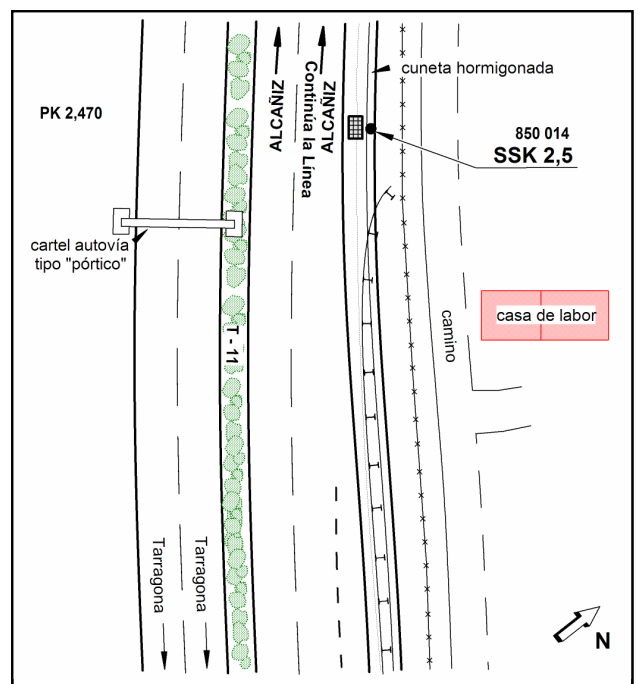 cuneta hormigonada
ALCAÑIZ
ALCAÑIZ
Continúa la Línea
PK 2,470
850 014
SSK 2,5
cartel autovía
tipo "pórtico"
casa de labor
camino
T - 11
Tarragona
Tarragona
N